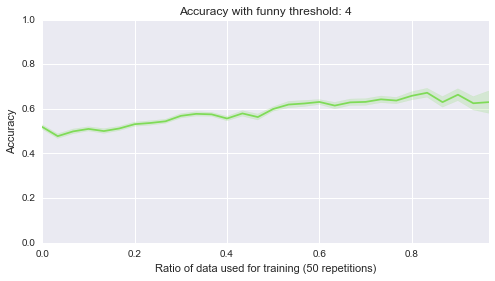 Accuracy with funny threshold: 4
1.0
0.8
0.6
0.4
0.2
0.0
Accuracy
0.0 0.2 0.4 0.6 0.8
Ratio of data used for training (50 repetitions)